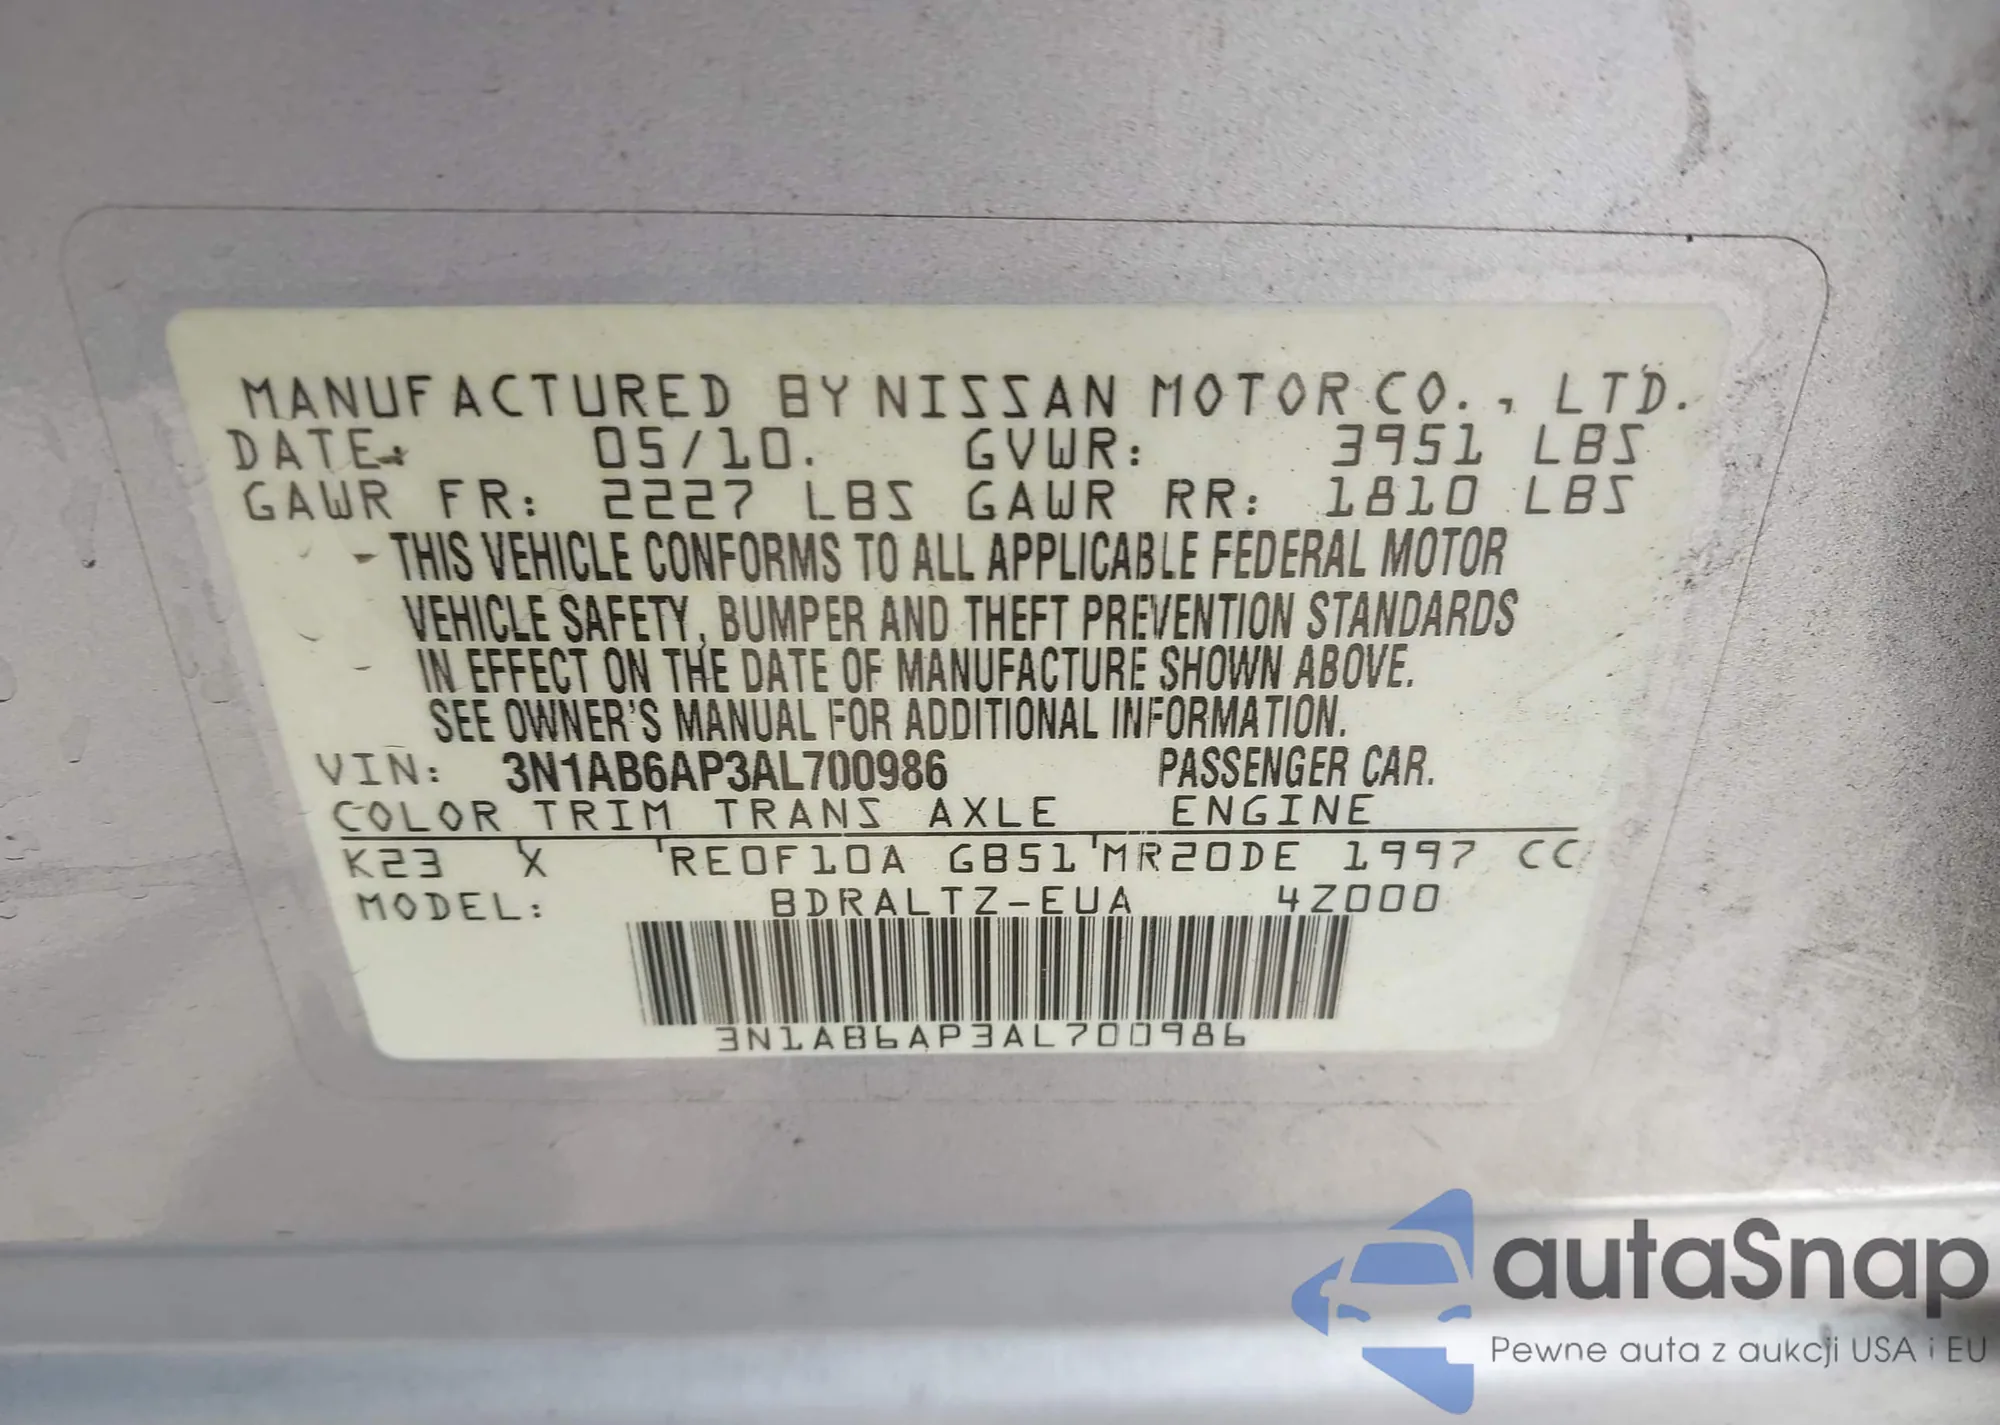 MANUFACTURED BY NISSAN MOTOR CO., LTD.
DATE: 05/10. GVWR: 3951 LBS
GAWR FR: 2227 LBS GAWR RR: 1810 LBS
THIS VEHICLE CONFORMS TO ALL APPLICABLE FEDERAL MOTOR
VEHICLE SAFETY, BUMPER AND THEFT PREVENTION STANDARDS
IN EFFECT ON THE DATE OF MANUFACTURE SHOWN ABOVE.
SEE OWNER'S MANUAL FOR ADDITIONAL INFORMATION.
VIN: 3N1AB6AP3AL700986 PASSENGER CAR.
COLOR TRIM TRANS AXLE ENGINE
K23 X RE0F10A GB51 MR20DE 1997 CC
MODEL: BDRALTZ-EUA 4Z000
3N1AB6AP3AL700986
autaSnap
Pewne auta z aukcji USA i EU